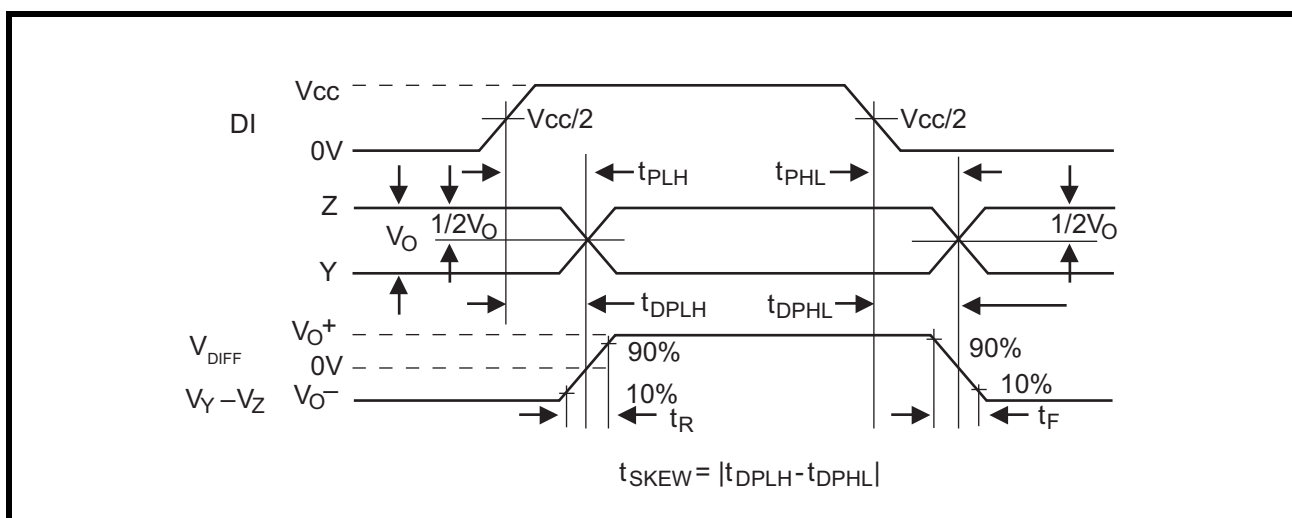 Vcc
DI
Vcc/2
Vcc/2
0V
tPLH
tPHL
Z
1/2VO
VO
1/2VO
Y
tDPLH
tDPHL
VO+
VDIFF
90%
90%
0V
10%
10%
VY –VZ
VO–
tR
tF
tSKEW = |tDPLH - tDPHL|